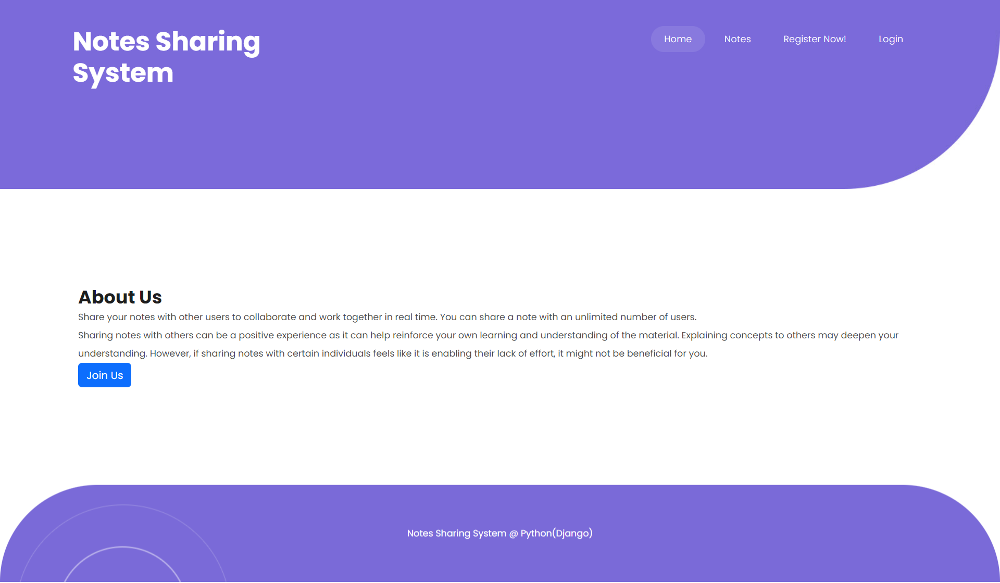 Notes Sharing
System
Home
Notes
Register Now!
Login
About Us
Share your notes with other users to collaborate and work together in real time. You can share a note with an unlimited number of users.
Sharing notes with others can be a positive experience as it can help reinforce your own learning and understanding of the material. Explaining concepts to others may deepen your
understanding. However, if sharing notes with certain individuals feels like it is enabling their lack of effort, it might not be beneficial for you.
Join Us
Notes Sharing System @ Python(Django)